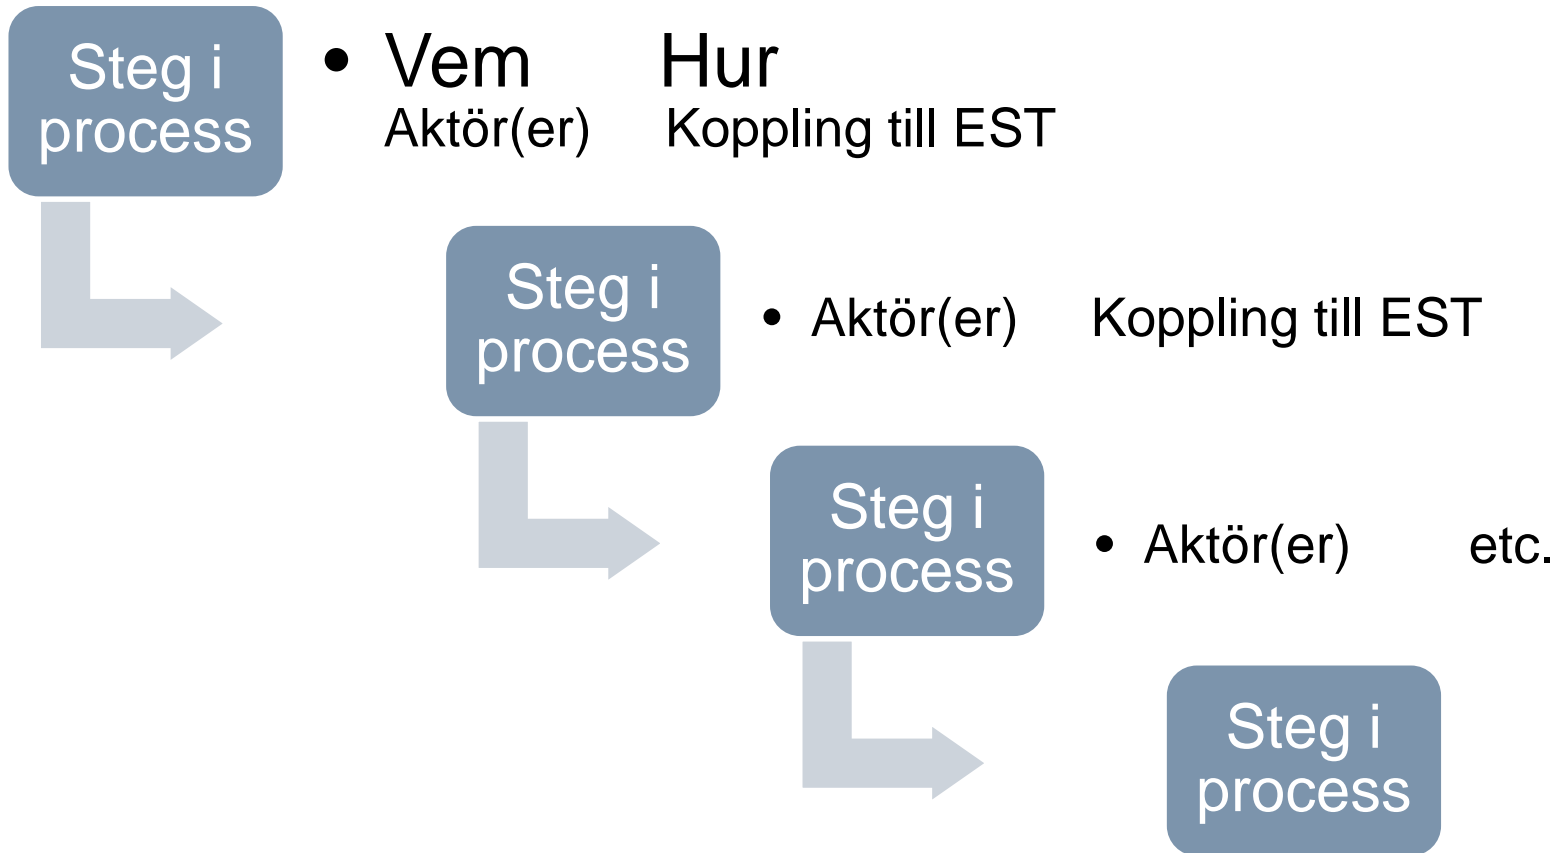 Steg i
process
• Vem Hur
Aktör(er) Koppling till EST
Steg i
process
• Aktör(er) Koppling till EST
Steg i
process
• Aktör(er) etc.
Steg i
process